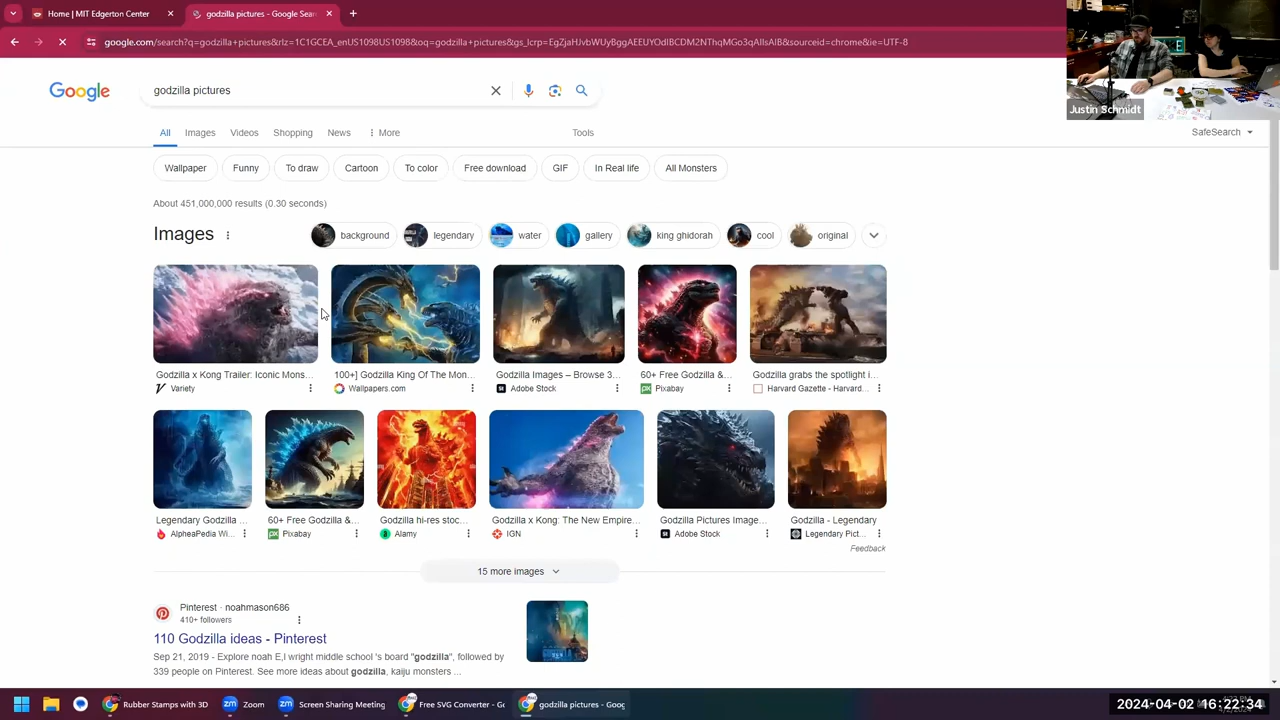 Home | MIT Edgerton Center
godzilla pictures - Google Sear
google.com/search?q=godzilla+pictures&rlz=1C1GCEA_enUS1098US1098&oq=godzilla+pictures&gs_lcrp=EgZjaHJvbWUyBggAEEUYOdIBCDM2NThqMGo3qAIIsAIB&sourceid=chrome&ie=UTF-8
Justin Schmidt
Google
godzilla pictures
All Images Videos Shopping News More Tools
SafeSearch
Wallpaper Funny To draw Cartoon To color Free download GIF In Real life All Monsters
About 451,000,000 results (0.30 seconds)
Images
background legendary water gallery king ghidorah cool original
Godzilla x Kong Trailer: Iconic Mons...
Variety
100+] Godzilla King Of The Mon...
Wallpapers.com
Godzilla Images – Browse 3...
Adobe Stock
60+ Free Godzilla &...
Pixabay
Godzilla grabs the spotlight i...
Harvard Gazette - Harvard...
Legendary Godzilla ...
AlpheaPedia Wi...
60+ Free Godzilla &...
Pixabay
Godzilla hi-res stoc...
Alamy
Godzilla x Kong: The New Empire...
IGN
Godzilla Pictures Image...
Adobe Stock
Godzilla - Legendary
Legendary Pict...
Feedback
15 more images
Pinterest · noahmason686
410+ followers
110 Godzilla ideas - Pinterest
Sep 21, 2019 - Explore noah E,l wright middle school 's board "godzilla", followed by
339 people on Pinterest. See more ideas about godzilla, kaiju monsters ...
Rubber Stamps with 3D
Zoom
Screen Sharing Meeting
Free SVG Converter - Go
godzilla pictures - Goog
2024-04-02 16:22:34